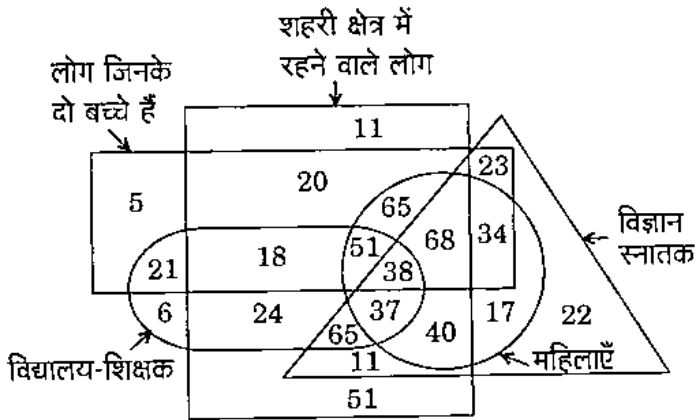 शहरी क्षेत्र में
रहने वाले लोग
लोग जिनके
दो बच्चे हैं
11
23
20
5
65
34
68
विज्ञान
स्नातक
51
18
21
38
6
24
37
17
22
65
40
विद्यालय-शिक्षक
11
महिलाएँ
51